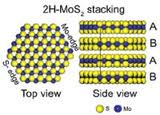 2H-MoS₂ stacking
Mo-edge
S-edge
A
B
A
B
Top view
Side view
S
Mo